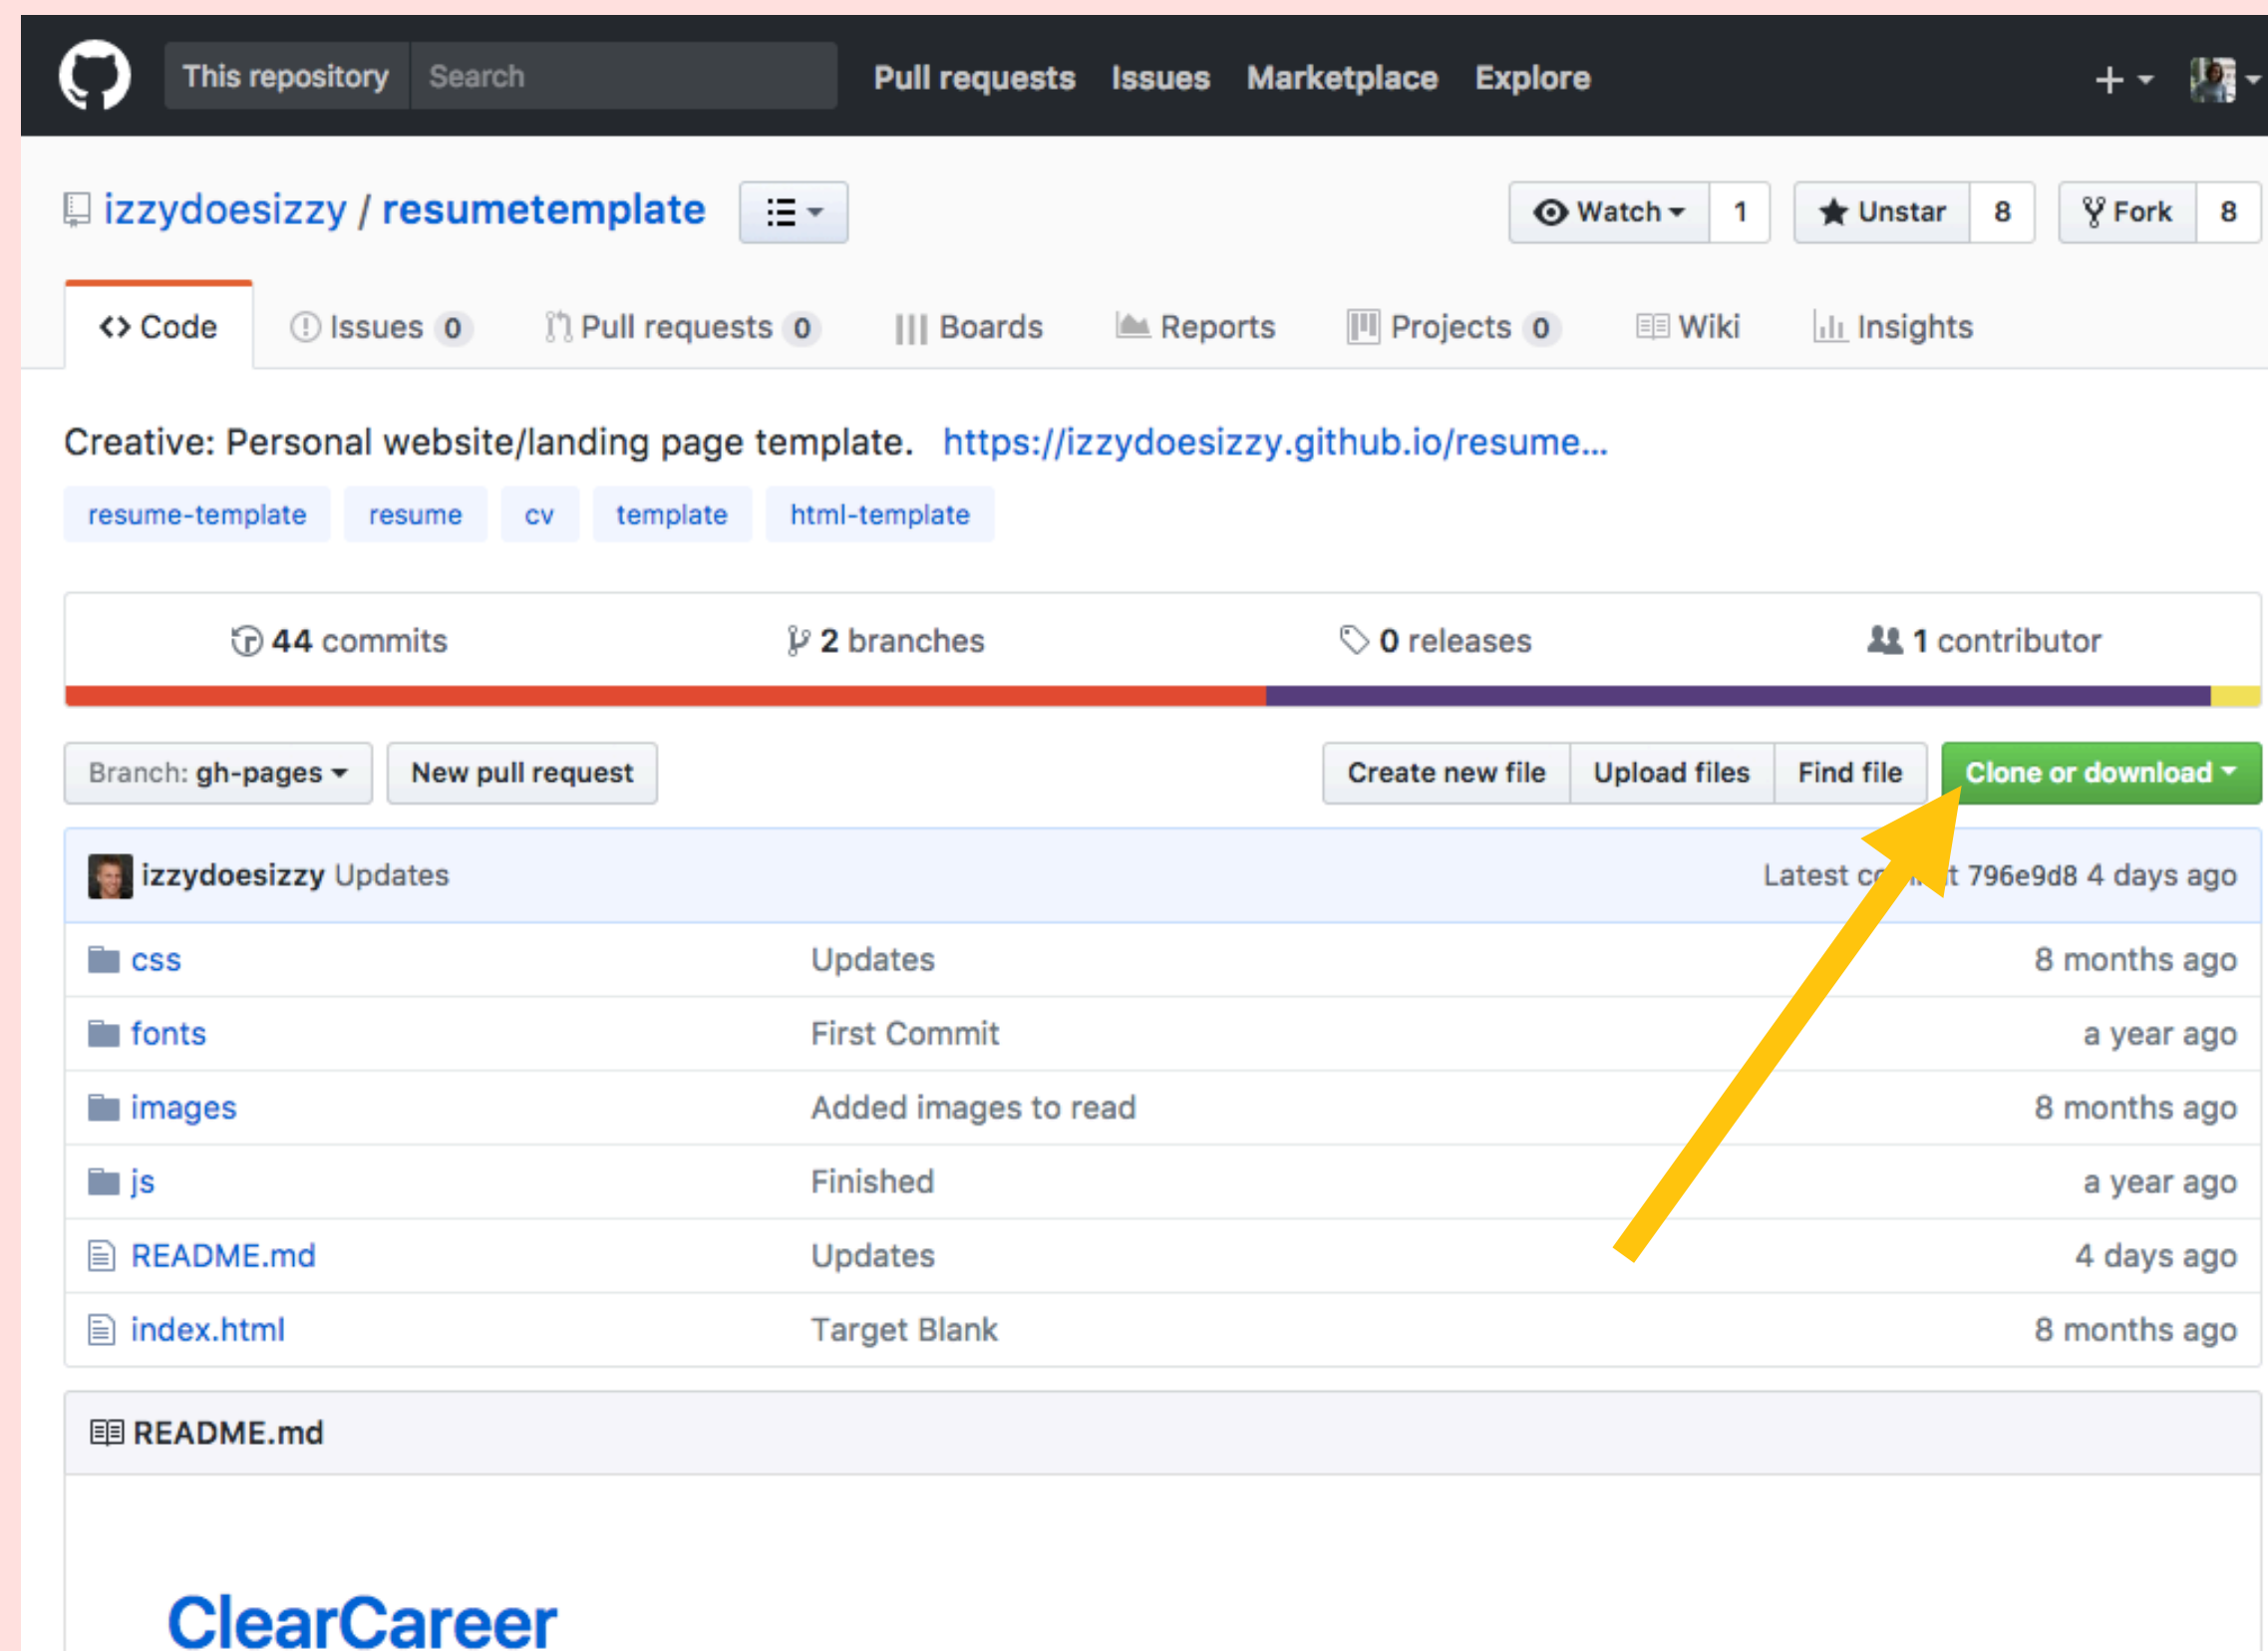 This repository Search Pull requests Issues Marketplace Explore
izzydoesizzy / resumetemplate Watch 1 Unstar 8 Fork 8
Code Issues 0 Pull requests 0 Boards Reports Projects 0 Wiki Insights
Creative: Personal website/landing page template. https://izzydoesizzy.github.io/resume...
resume-template resume cv template html-template
44 commits 2 branches 0 releases 1 contributor
Branch: gh-pages New pull request Create new file Upload files Find file Clone or download
izzydoesizzy Updates Latest 796e9d8 4 days ago
css Updates 8 months ago
fonts First Commit a year ago
images Added images to read 8 months ago
js Finished a year ago
README.md Updates 4 days ago
index.html Target Blank 8 months ago
README.md
ClearCareer